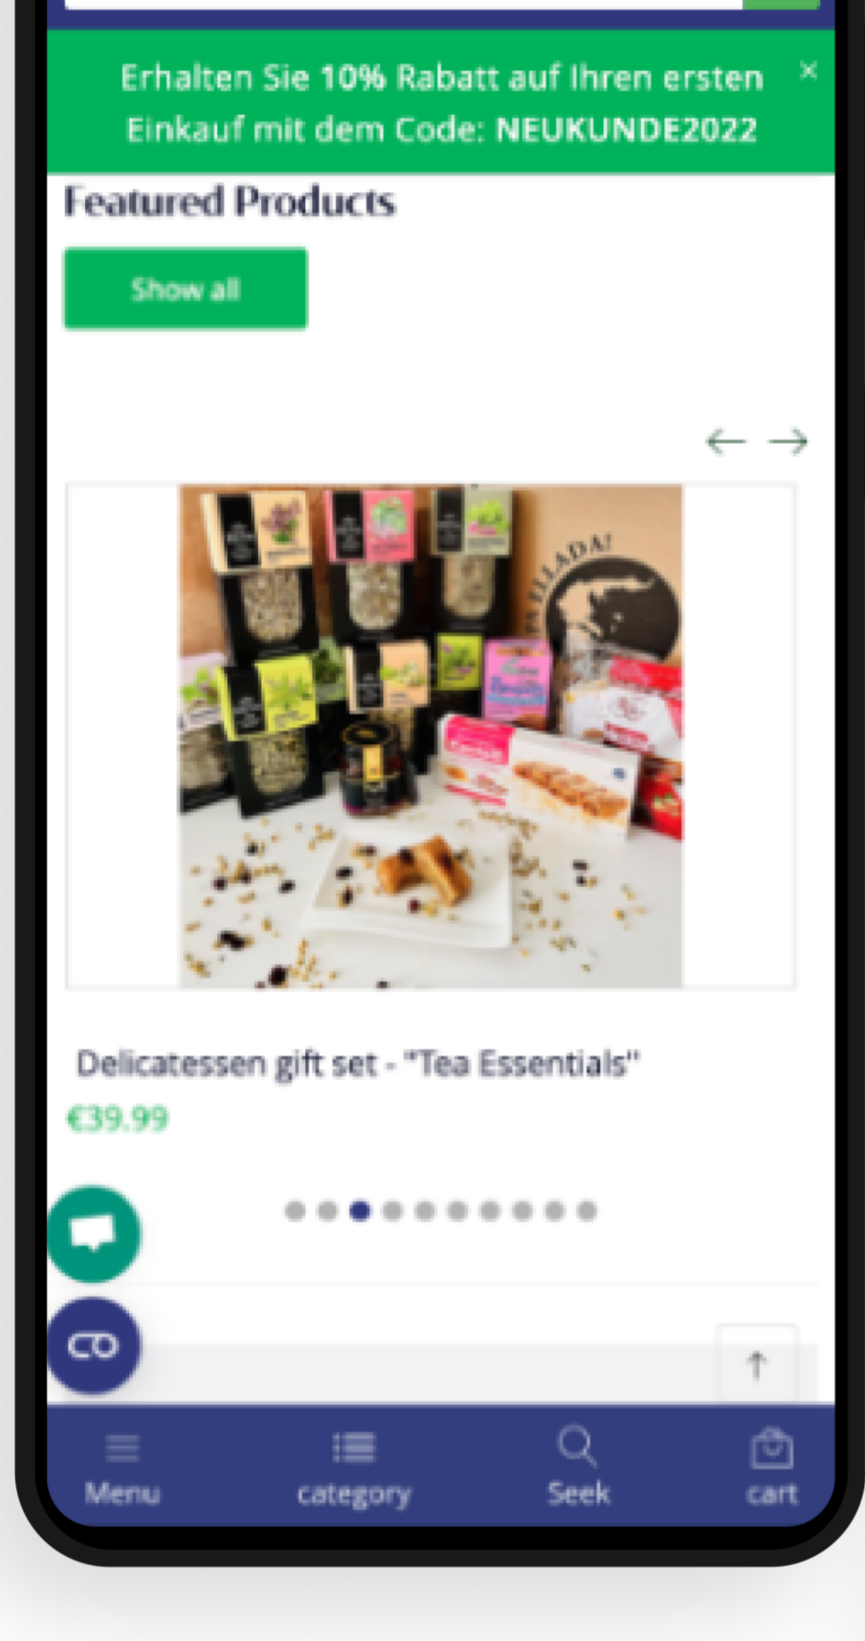 Erhalten Sie 10% Rabatt auf Ihren ersten
Einkauf mit dem Code: NEUKUNDE2022
Featured Products
Show all
ELLADA!
Delicatessen gift set - "Tea Essentials"
€39.99
Menu
category
Seek
cart